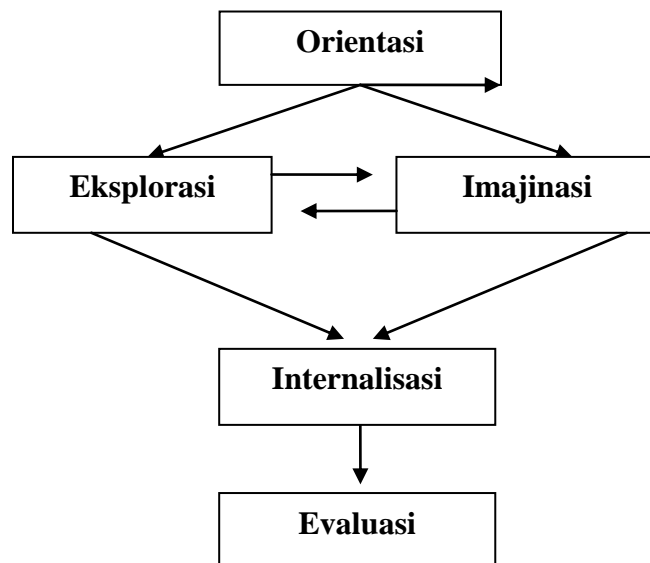 Orientasi
Eksplorasi
Imajinasi
Internalisasi
Evaluasi